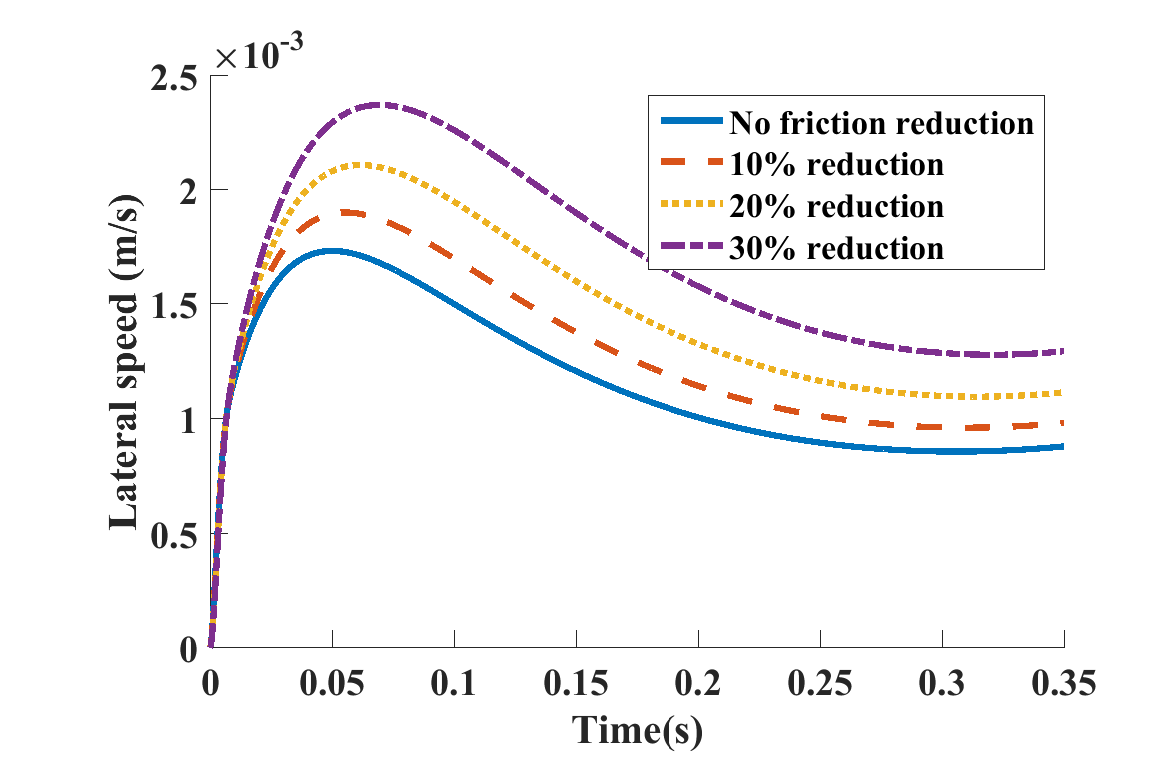 ×10-3
2.5
2
1.5
1
0.5
0
Lateral speed (m/s)
No friction reduction
10% reduction
20% reduction
30% reduction
0 0.05 0.1 0.15 0.2 0.25 0.3 0.35
Time(s)